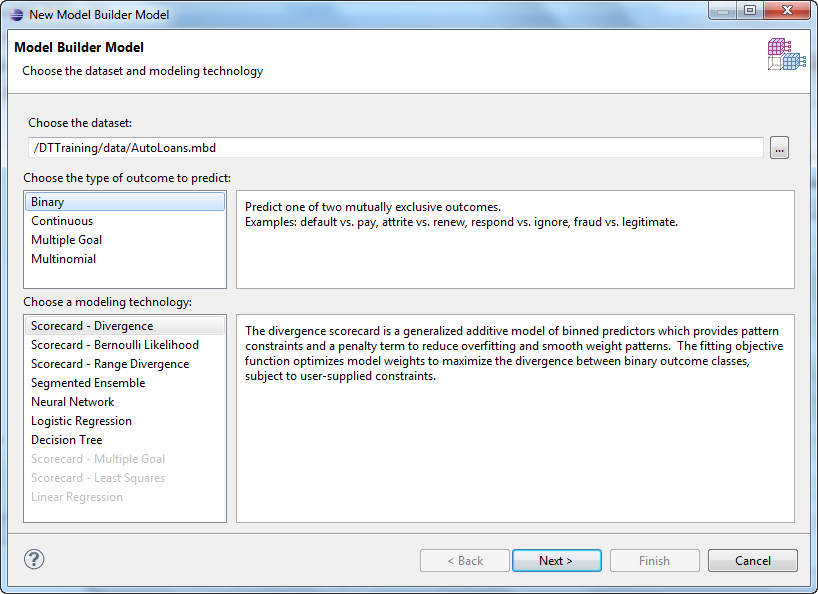 New Model Builder Model
Model Builder Model
Choose the dataset and modeling technology
Choose the dataset:
/DTTraining/data/AutoLoans.mbd
...
Choose the type of outcome to predict:
Binary
Continuous
Multiple Goal
Multinomial
Predict one of two mutually exclusive outcomes.
Examples: default vs. pay, attrite vs. renew, respond vs. ignore, fraud vs. legitimate.
Choose a modeling technology:
Scorecard - Divergence
Scorecard - Bernoulli Likelihood
Scorecard - Range Divergence
Segmented Ensemble
Neural Network
Logistic Regression
Decision Tree
Scorecard - Multiple Goal
Scorecard - Least Squares
Linear Regression
The divergence scorecard is a generalized additive model of binned predictors which provides pattern
constraints and a penalty term to reduce overfitting and smooth weight patterns.  The fitting objective
function optimizes model weights to maximize the divergence between binary outcome classes,
subject to user-supplied constraints.
?
< Back
Next >
Finish
Cancel